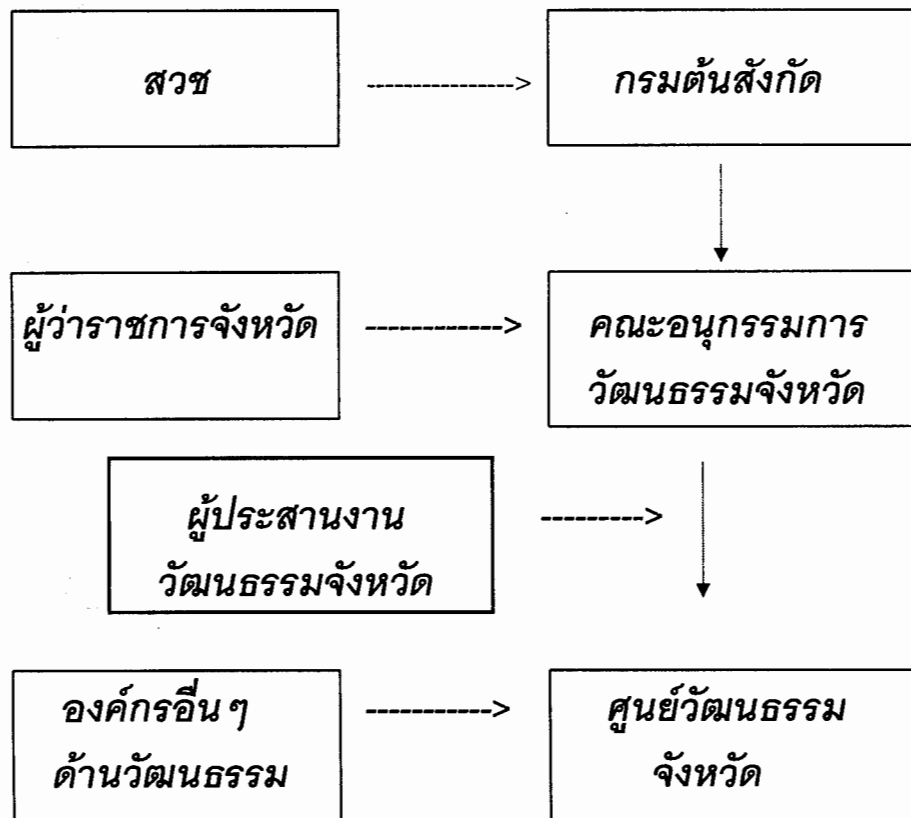 สวช
กรมต้นสังกัด
ผู้ว่าราชการจังหวัด
คณะอนุกรรมการ
วัฒนธรรมจังหวัด
ผู้ประสานงาน
วัฒนธรรมจังหวัด
องค์กรอื่นๆ
ด้านวัฒนธรรม
ศูนย์วัฒนธรรม
จังหวัด